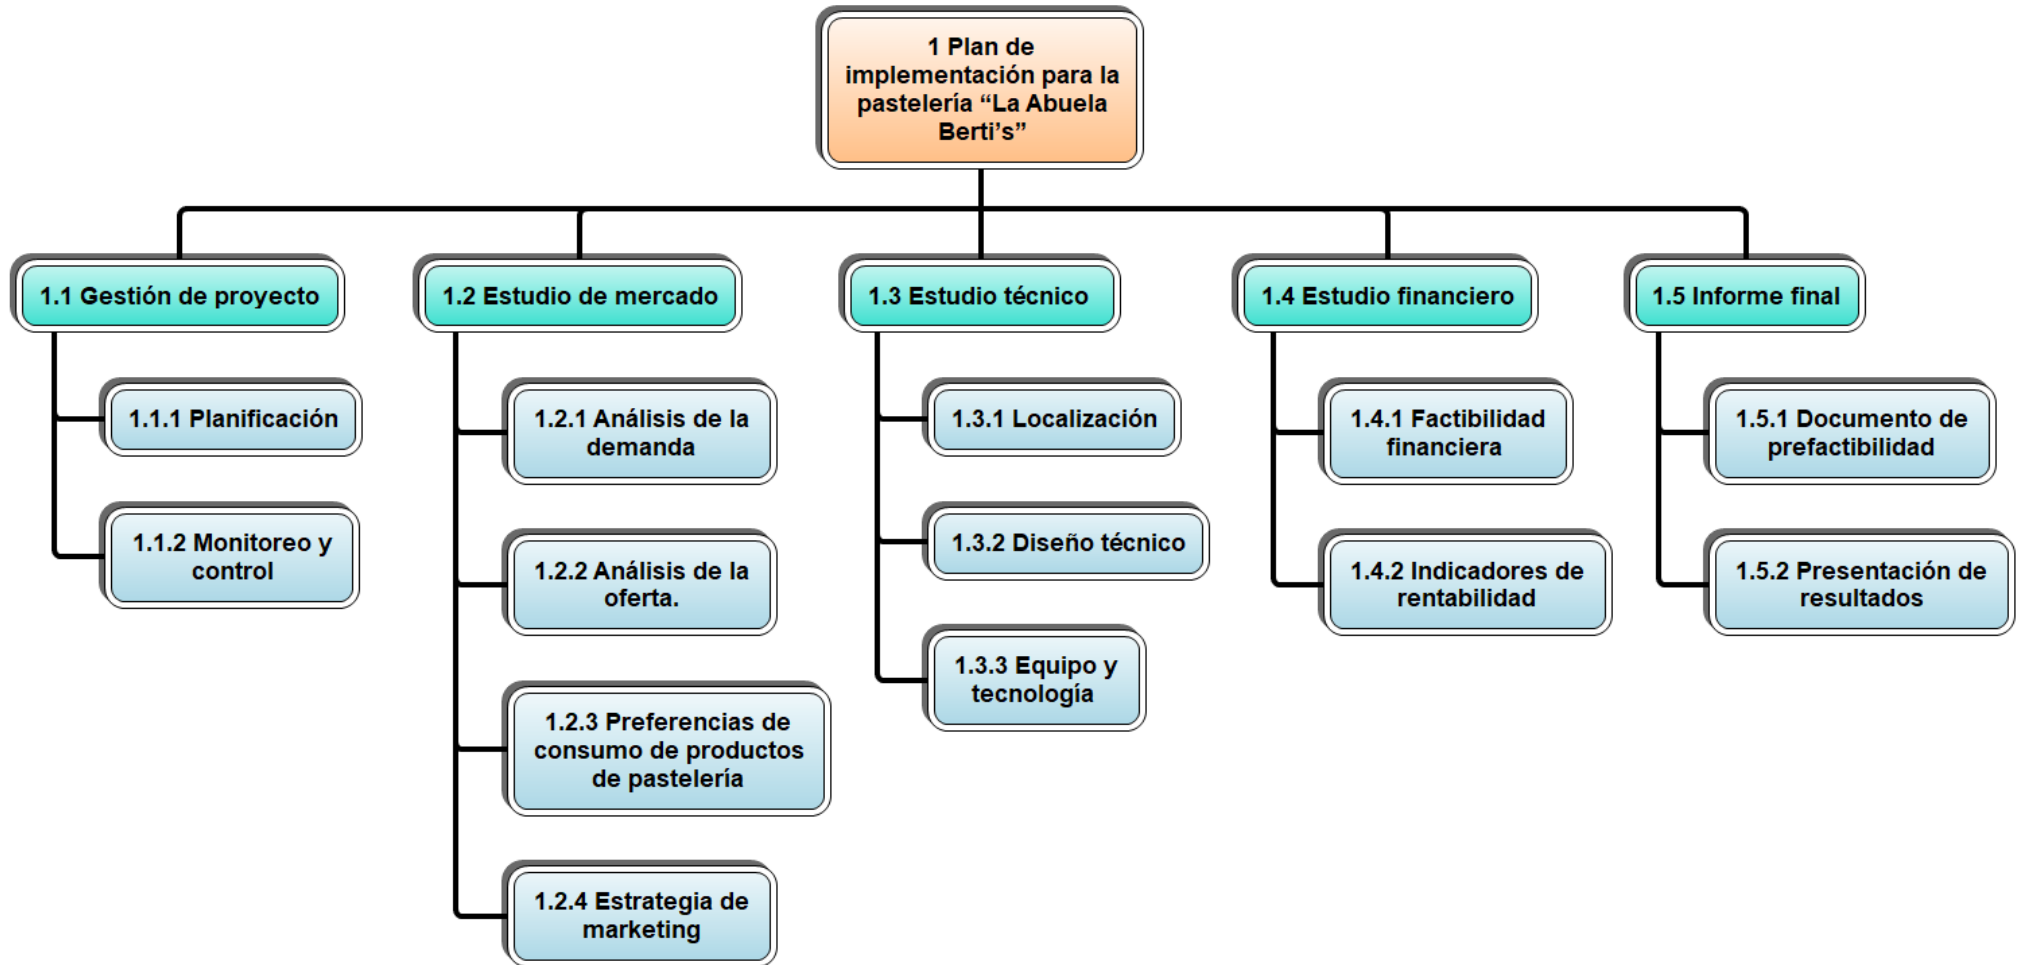 1 Plan de
implementación para la
pastelería “La Abuela
Berti’s”
1.1 Gestión de proyecto
1.2 Estudio de mercado
1.3 Estudio técnico
1.4 Estudio financiero
1.5 Informe final
1.1.1 Planificación
1.1.2 Monitoreo y
control
1.2.1 Análisis de la
demanda
1.2.2 Análisis de la
oferta.
1.2.3 Preferencias de
consumo de productos
de pastelería
1.2.4 Estrategia de
marketing
1.3.1 Localización
1.3.2 Diseño técnico
1.3.3 Equipo y
tecnología
1.4.1 Factibilidad
financiera
1.4.2 Indicadores de
rentabilidad
1.5.1 Documento de
prefactibilidad
1.5.2 Presentación de
resultados